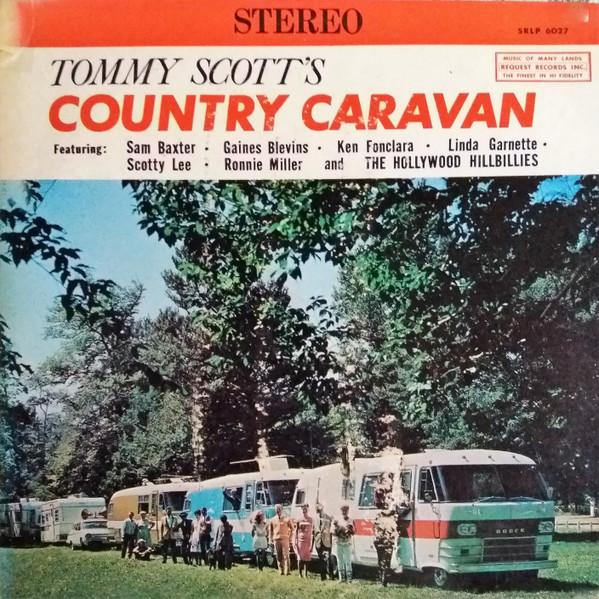 STEREO
SRLP 6027
MUSIC OF MANY LANDS
REQUEST RECORDS INC.
THE FINEST IN HI FIDELITY
TOMMY SCOTT'S
COUNTRY CARAVAN
Featuring: Sam Baxter · Gaines Blevins · Ken Fonclara · Linda Garnette ·
Scotty Lee · Ronnie Miller and THE HOLLYWOOD HILLBILLIES
DODGE